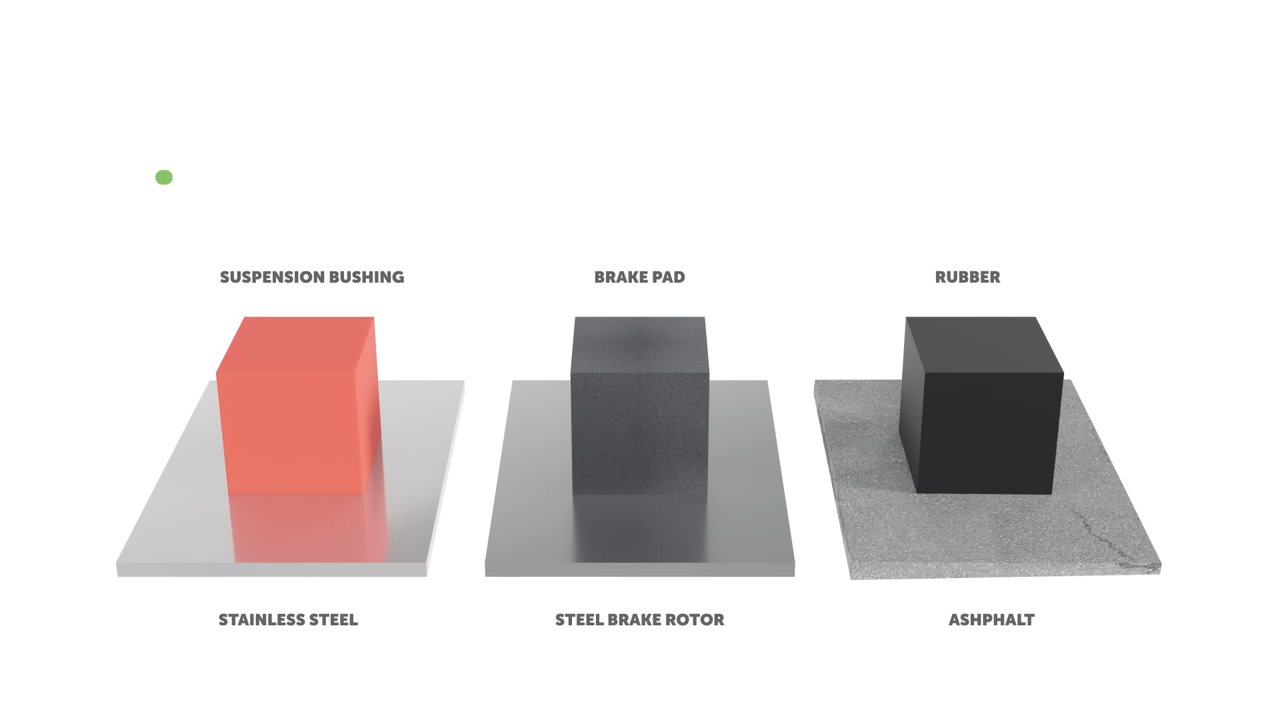 SUSPENSION BUSHING
BRAKE PAD
RUBBER
STAINLESS STEEL
STEEL BRAKE ROTOR
ASHPHALT